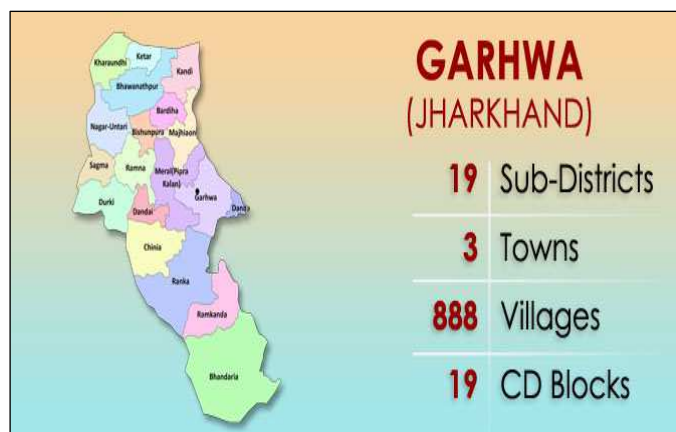 GARHWA
(JHARKHAND)
19 Sub-Districts
3 Towns
888 Villages
19 CD Blocks
Kharaundhi
Ketar
Kandi
Bhawanathpur
Bardiha
Nagar-Untari
Bishunpura
Majhiaon
Sagma
Ramna
Meral(Pipra
Kalan)
Garhwa
Danda
Durki
Dandai
Chinia
Ranka
Ramkanda
Bhandaria